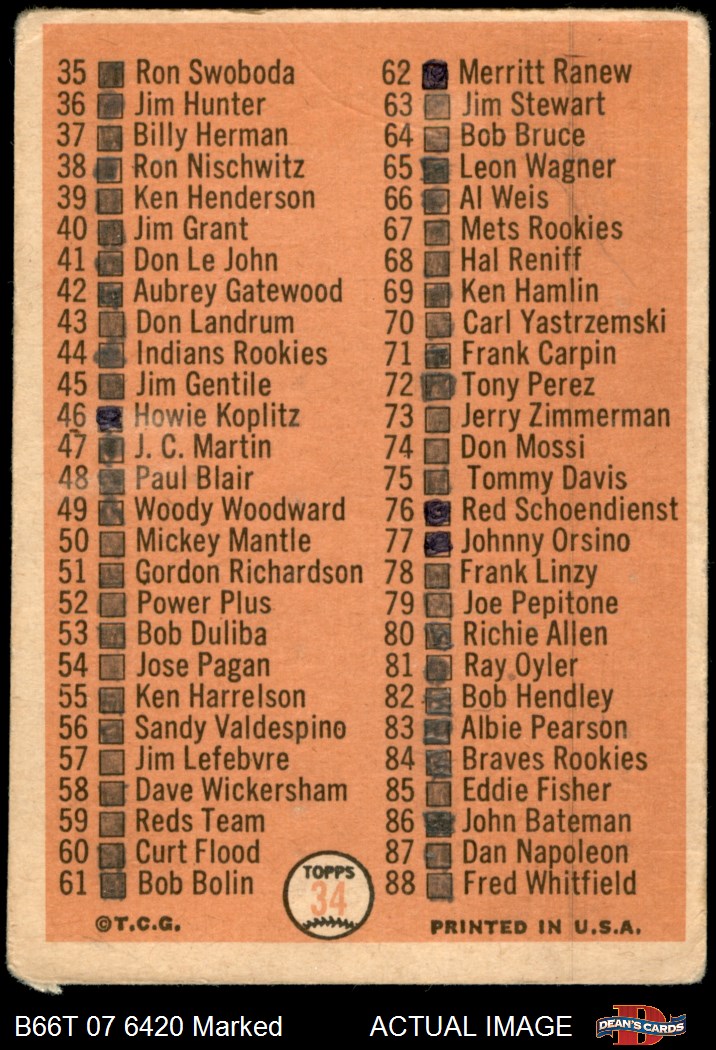 35 Ron Swoboda
36 Jim Hunter
37 Billy Herman
38 Ron Nischwitz
39 Ken Henderson
40 Jim Grant
41 Don Le John
42 Aubrey Gatewood
43 Don Landrum
44 Indians Rookies
45 Jim Gentile
46 Howie Koplitz
47 J. C. Martin
48 Paul Blair
49 Woody Woodward
50 Mickey Mantle
51 Gordon Richardson
52 Power Plus
53 Bob Duliba
54 Jose Pagan
55 Ken Harrelson
56 Sandy Valdespino
57 Jim Lefebvre
58 Dave Wickersham
59 Reds Team
60 Curt Flood
61 Bob Bolin
62 Merritt Ranew
63 Jim Stewart
64 Bob Bruce
65 Leon Wagner
66 Al Weis
67 Mets Rookies
68 Hal Reniff
69 Ken Hamlin
70 Carl Yastrzemski
71 Frank Carpin
72 Tony Perez
73 Jerry Zimmerman
74 Don Mossi
75 Tommy Davis
76 Red Schoendienst
77 Johnny Orsino
78 Frank Linzy
79 Joe Pepitone
80 Richie Allen
81 Ray Oyler
82 Bob Hendley
83 Albie Pearson
84 Braves Rookies
85 Eddie Fisher
86 John Bateman
87 Dan Napoleon
88 Fred Whitfield
TOPPS
34
©T.C.G.
PRINTED IN U.S.A.
B66T 07 6420 Marked
ACTUAL IMAGE
D
DEAN'S CARDS